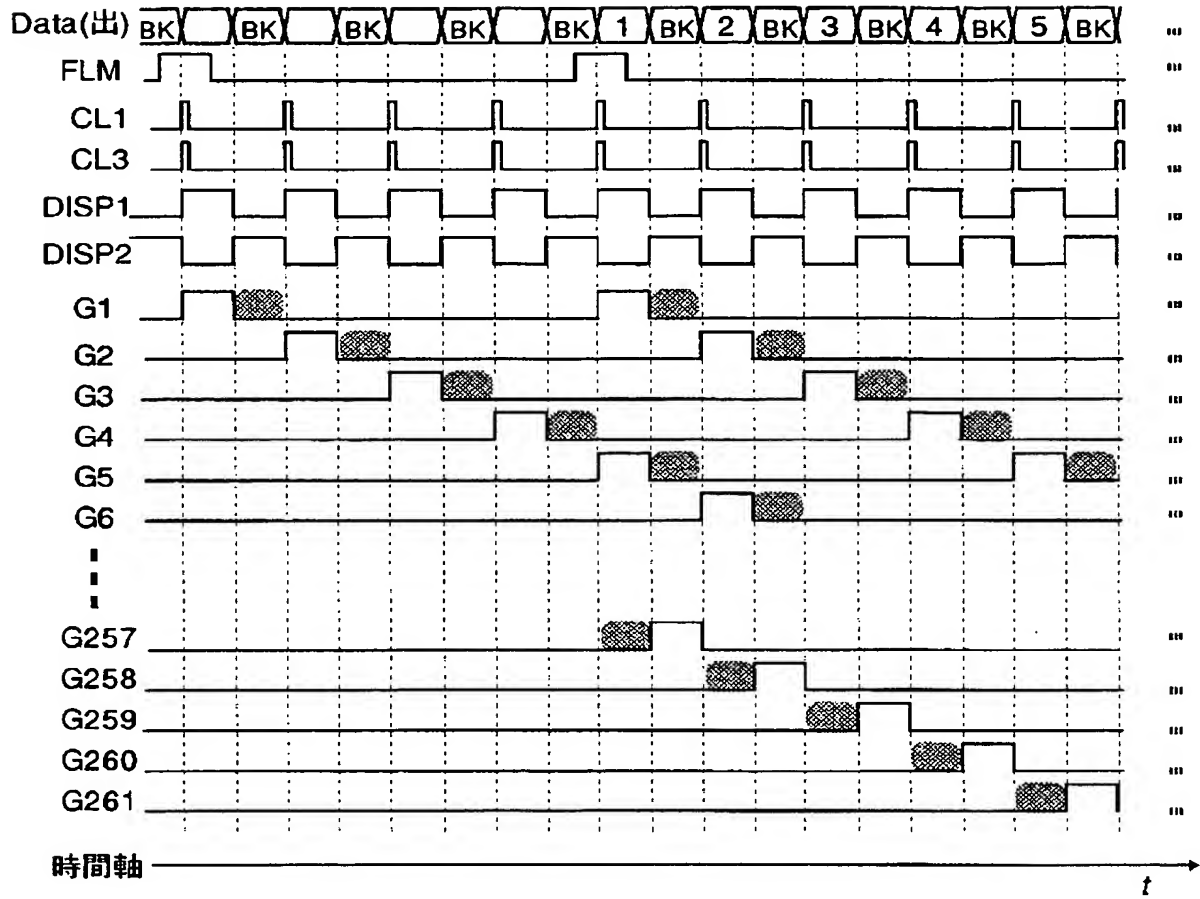 Data(出) BK BK BK BK BK 1 BK 2 BK 3 BK 4 BK 5 BK
FLM
CL1
CL3
DISP1
DISP2
G1
G2
G3
G4
G5
G6
G257
G258
G259
G260
G261
時間軸
t